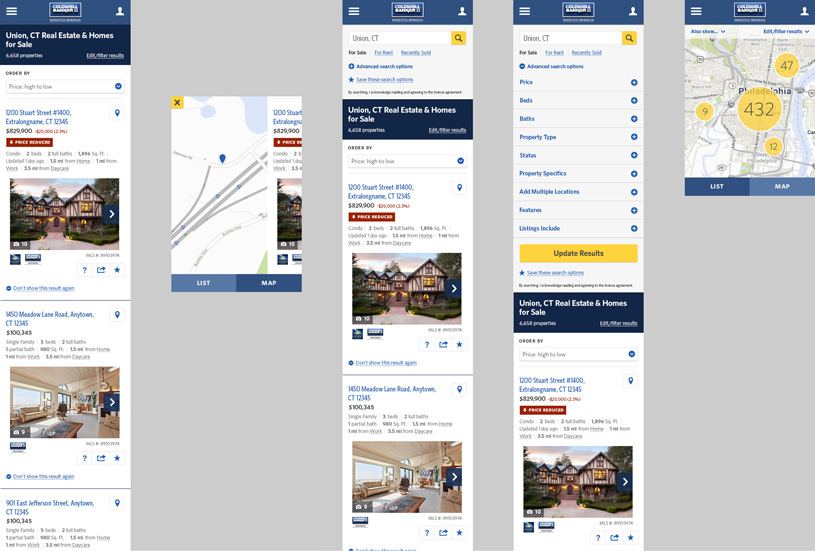 COLDWELL BANKER
Union, CT Real Estate & Homes
for Sale
6,658 properties
Edit/filter results
ORDER BY
Price: high to low
1200 Stuart Street #1400,
Extralongname, CT 12345
$829,900 -$20,000 (2.3%)
PRICE REDUCED
Condo 2 beds 2 full baths 1,896 Sq. Ft.
Updated 1 day ago 1.5 mi from Home 1 mi from
Work 3.5 mi from Daycare
10
MLS #: 89103974
?
Don't show this result again
1450 Meadow Lane Road, Anytown,
CT 12345
$100,345
Single Family 3 beds 2 full baths
1 partial bath 980 Sq. Ft. 1.5 mi from Home
1 mi from Work 3.5 mi from Daycare
9
MLS #: 89103974
?
Don't show this result again
901 East Jefferson Street, Anytown,
CT 12345
$100,345
Single Family 3 beds 2 full baths
1 partial bath 980 Sq. Ft. 1.5 mi from Home
1 mi from Work 3.5 mi from Daycare
X
1200 Stuart
Extralongna
$829,900
PRICE R
Condo 2 b
Updated 1 d
Work 3.5
10
Don't sh
LIST
MAP
COLDWELL BANKER
Union, CT
For Sale For Rent Recently Sold
Advanced search options
Save these search options
By searching, I acknowledge reading and agreeing to the license agreement.
Union, CT Real Estate & Homes
for Sale
6,658 properties
Edit/filter results
ORDER BY
Price: high to low
1200 Stuart Street #1400,
Extralongname, CT 12345
$829,900 -$20,000 (2.3%)
PRICE REDUCED
Condo 2 beds 2 full baths 1,896 Sq. Ft.
Updated 1 day ago 1.5 mi from Home 1 mi from
Work 3.5 mi from Daycare
10
MLS #: 89103974
?
Don't show this result again
1450 Meadow Lane Road, Anytown,
CT 12345
$100,345
Single Family 3 beds 2 full baths
1 partial bath 980 Sq. Ft. 1.5 mi from Home
1 mi from Work 3.5 mi from Daycare
9
MLS #: 89103974
?
Don't show this result again
COLDWELL BANKER
Union, CT
For Sale For Rent Recently Sold
Advanced search options
Price
Beds
Baths
Property Type
Status
Property Specifics
Add Multiple Locations
Features
Listings Include
Update Results
Save these search options
By searching, I acknowledge reading and agreeing to the license agreement.
Union, CT Real Estate & Homes
for Sale
6,658 properties
Edit/filter results
ORDER BY
Price: high to low
1200 Stuart Street #1400,
Extralongname, CT 12345
$829,900 -$20,000 (2.3%)
PRICE REDUCED
Condo 2 beds 2 full baths 1,896 Sq. Ft.
Updated 1 day ago 1.5 mi from Home 1 mi from
Work 3.5 mi from Daycare
10
MLS #: 89103974
?
COLDWELL BANKER
Also show...
Edit/filter results
47
Philadelphia
9
432
12
Philadelphia
LIST
MAP